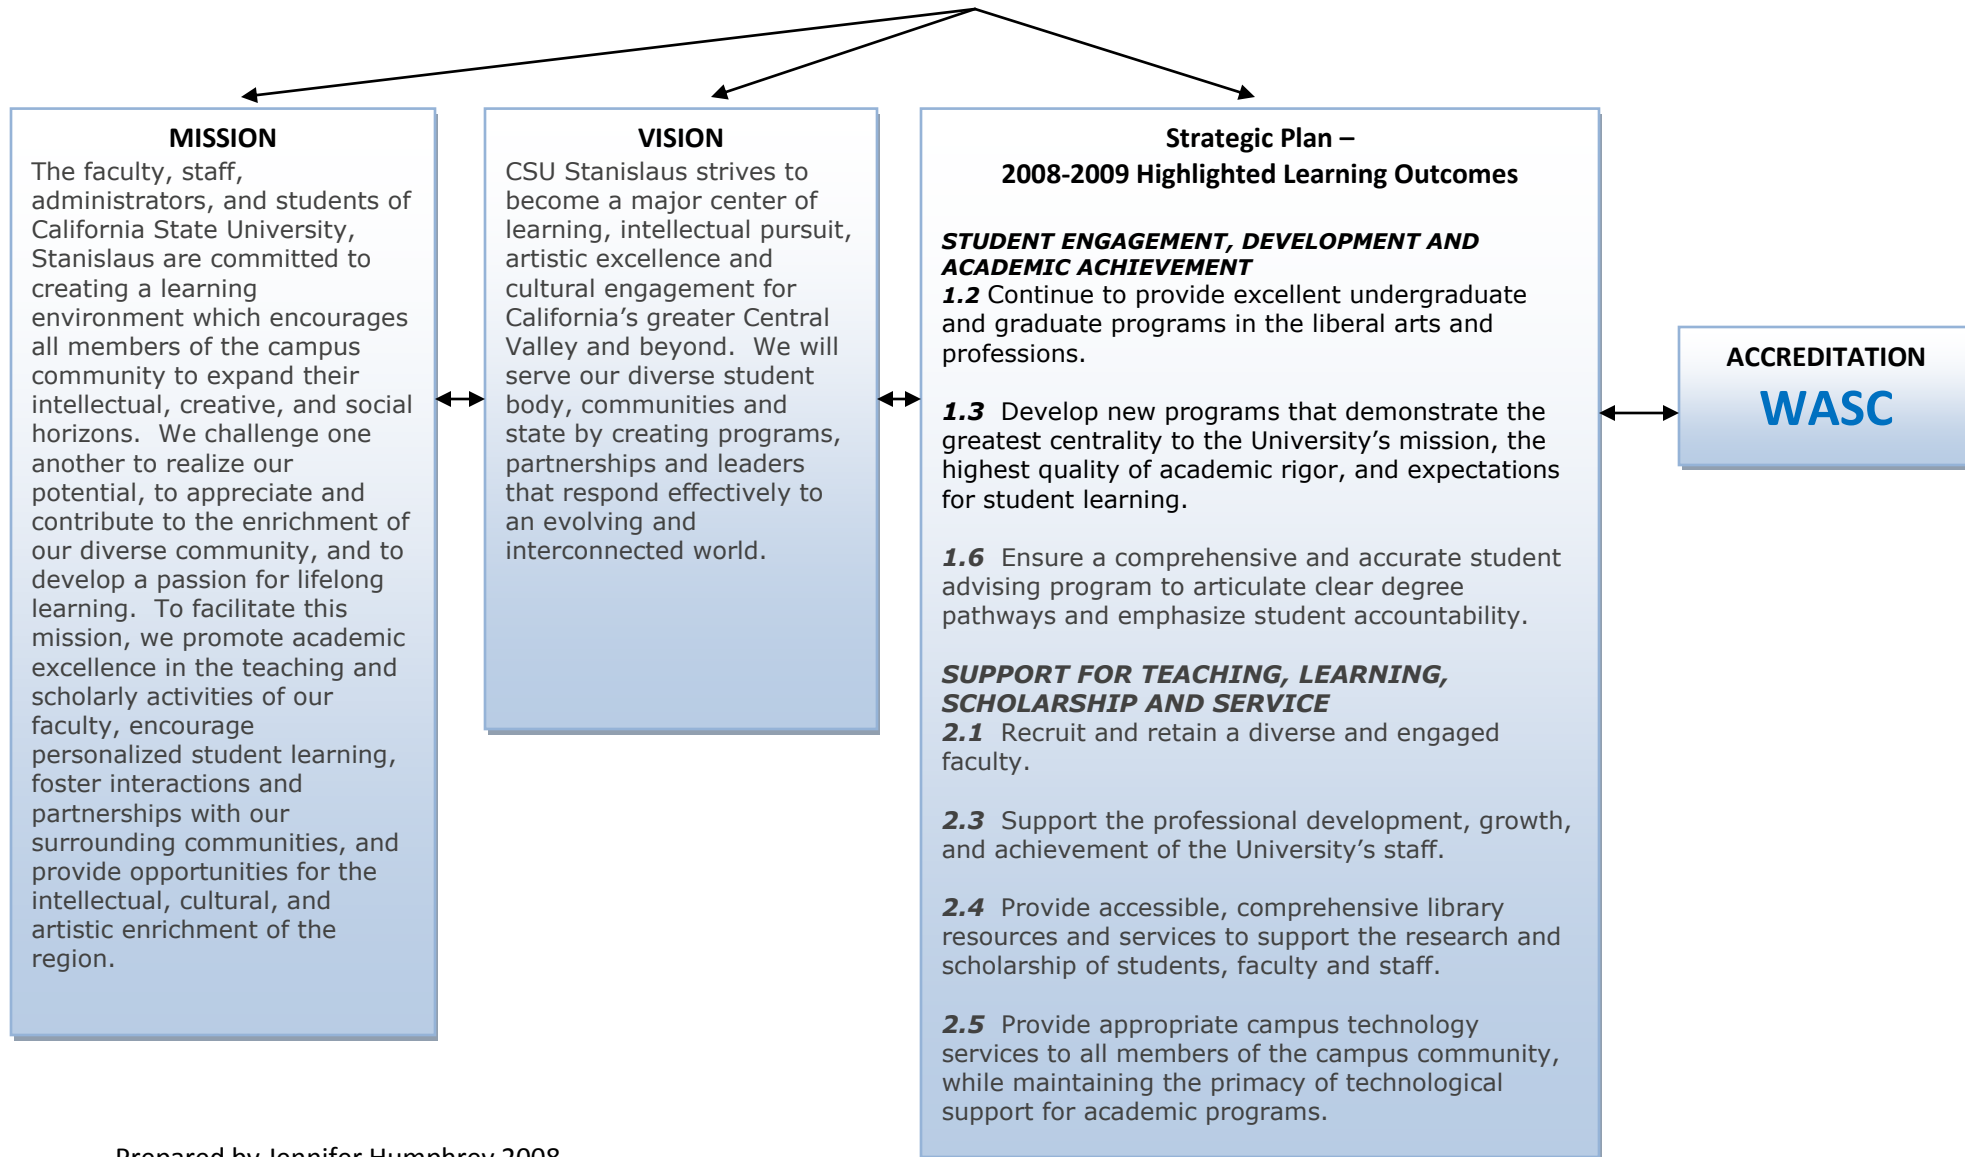 MISSION
The faculty, staff,
administrators, and students of
California State University,
Stanislaus are committed to
creating a learning
environment which encourages
all members of the campus
community to expand their
intellectual, creative, and social
horizons.  We challenge one
another to realize our
potential, to appreciate and
contribute to the enrichment of
our diverse community, and to
develop a passion for lifelong
learning.  To facilitate this
mission, we promote academic
excellence in the teaching and
scholarly activities of our
faculty, encourage
personalized student learning,
foster interactions and
partnerships with our
surrounding communities, and
provide opportunities for the
intellectual, cultural, and
artistic enrichment of the
region.
VISION
CSU Stanislaus strives to
become a major center of
learning, intellectual pursuit,
artistic excellence and
cultural engagement for
California’s greater Central
Valley and beyond.  We will
serve our diverse student
body, communities and
state by creating programs,
partnerships and leaders
that respond effectively to
an evolving and
interconnected world.
Strategic Plan –
2008-2009 Highlighted Learning Outcomes
STUDENT ENGAGEMENT, DEVELOPMENT AND
ACADEMIC ACHIEVEMENT
1.2 Continue to provide excellent undergraduate
and graduate programs in the liberal arts and
professions.
1.3  Develop new programs that demonstrate the
greatest centrality to the University’s mission, the
highest quality of academic rigor, and expectations
for student learning.
1.6  Ensure a comprehensive and accurate student
advising program to articulate clear degree
pathways and emphasize student accountability.
SUPPORT FOR TEACHING, LEARNING,
SCHOLARSHIP AND SERVICE
2.1  Recruit and retain a diverse and engaged
faculty.
2.3  Support the professional development, growth,
and achievement of the University’s staff.
2.4  Provide accessible, comprehensive library
resources and services to support the research and
scholarship of students, faculty and staff.
2.5  Provide appropriate campus technology
services to all members of the campus community,
while maintaining the primacy of technological
support for academic programs.
ACCREDITATION
WASC
Prepared by Jennifer Humphrey 2008